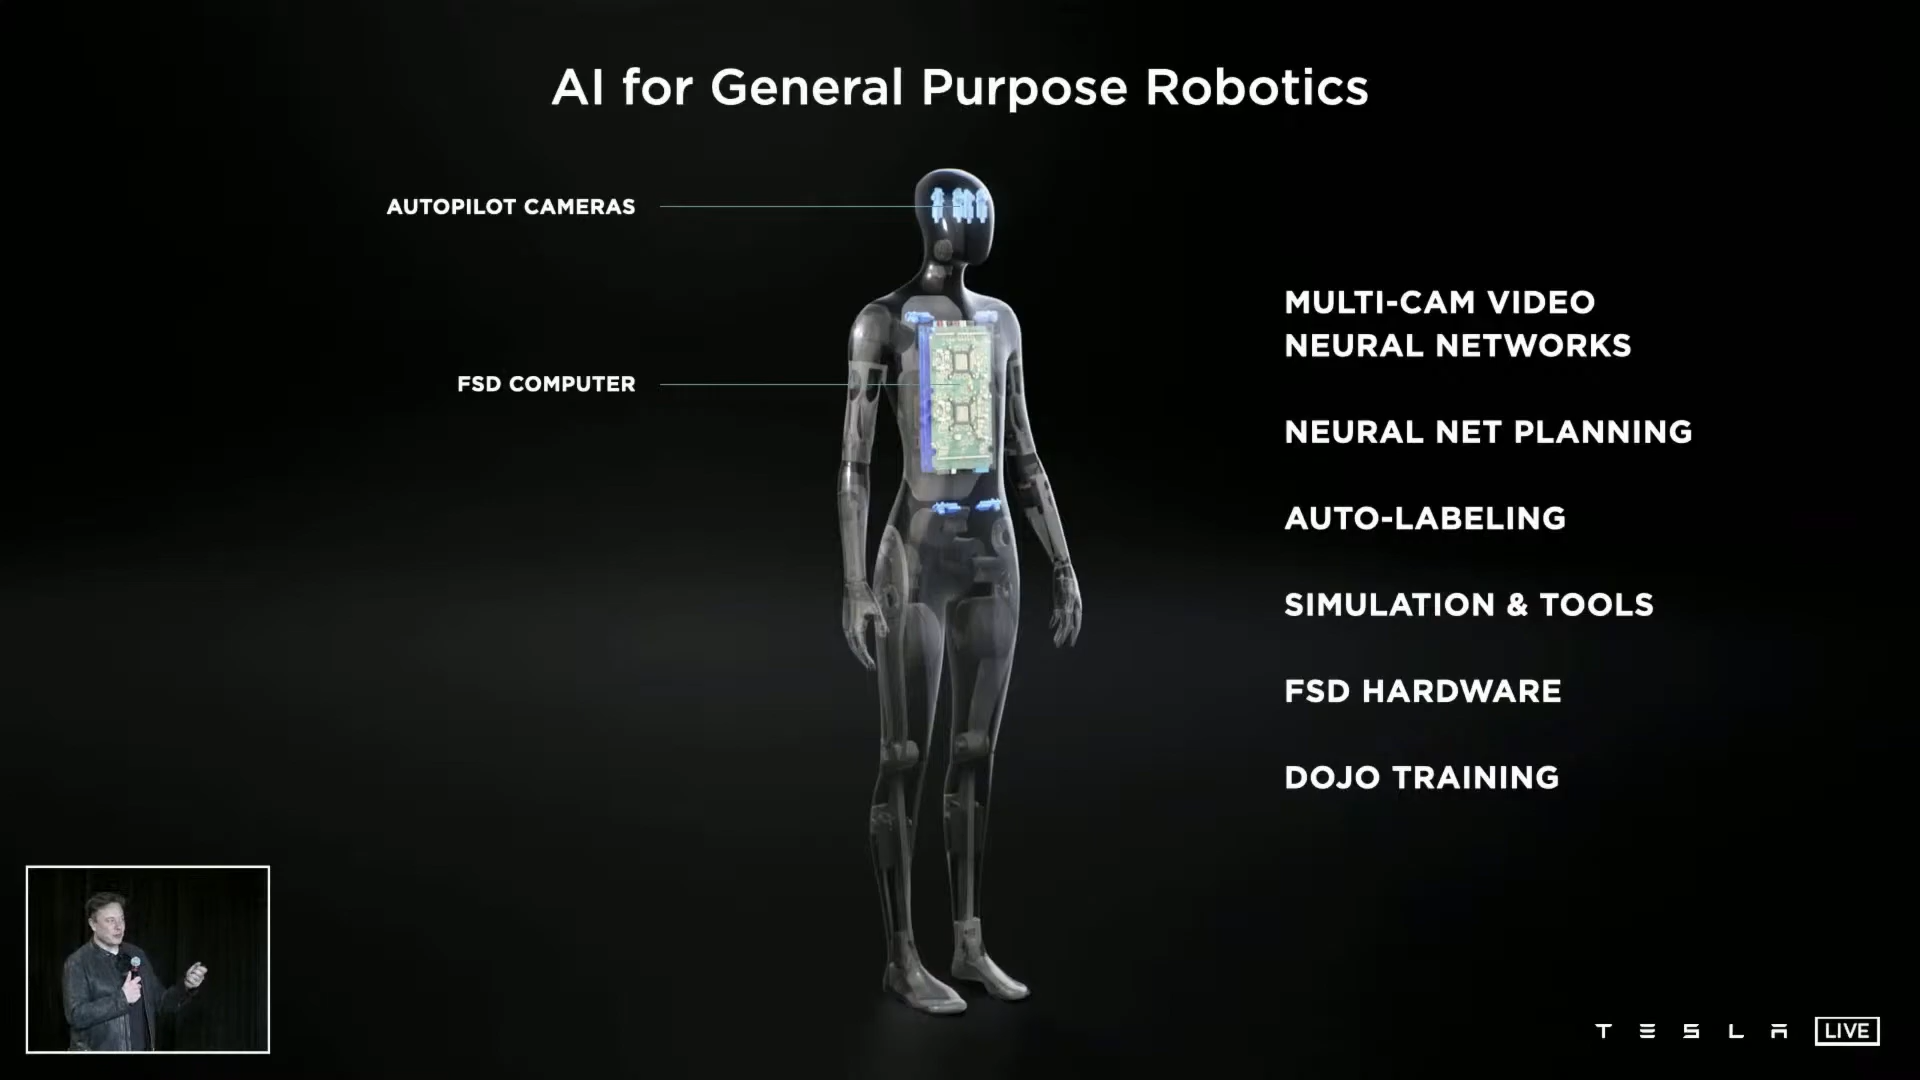 AI for General Purpose Robotics
AUTOPILOT CAMERAS
FSD COMPUTER
MULTI-CAM VIDEO
NEURAL NETWORKS
NEURAL NET PLANNING
AUTO-LABELING
SIMULATION & TOOLS
FSD HARDWARE
DOJO TRAINING
TESLA LIVE